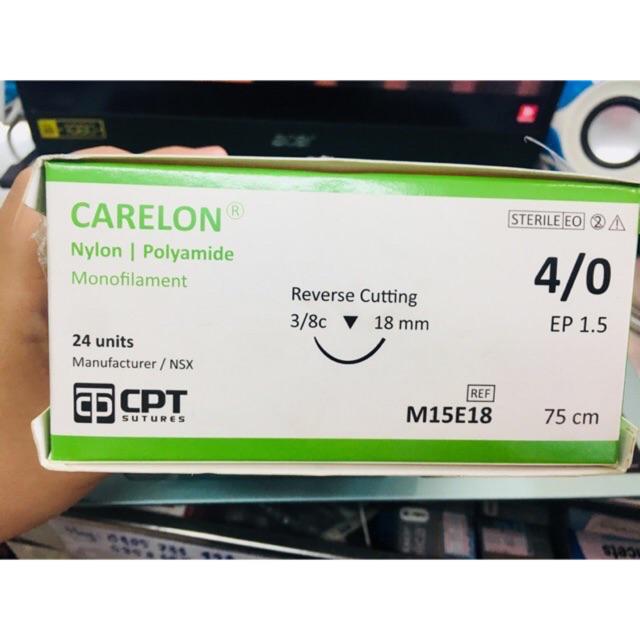 acer
CARELON®
Nylon | Polyamide
Monofilament
STERILE EO
4/0
EP 1.5
Reverse Cutting
3/8c ▼ 18 mm
24 units
Manufacturer / NSX
CPT
SUTURES
REF
M15E18
75 cm